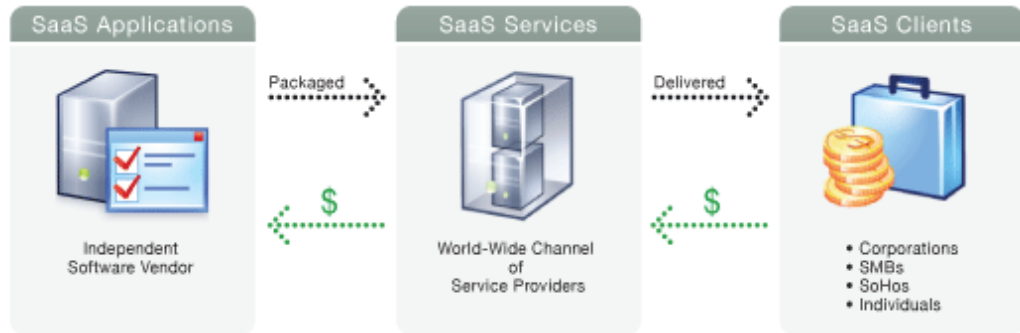 SaaS Applications
SaaS Services
SaaS Clients
Packaged
Delivered
$
$
Independent
Software Vendor
World-Wide Channel
of
Service Providers
• Corporations
• SMBs
• SoHos
• Individuals